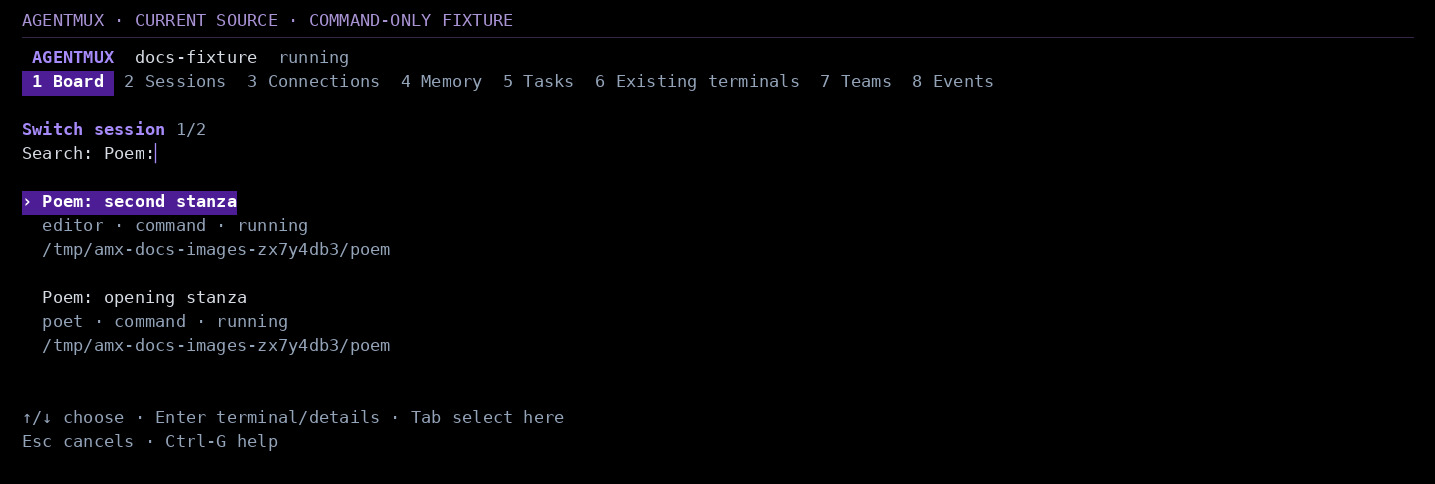 AGENTMUX · CURRENT SOURCE · COMMAND-ONLY FIXTURE
AGENTMUX docs-fixture running
1 Board 2 Sessions 3 Connections 4 Memory 5 Tasks 6 Existing terminals 7 Teams 8 Events
Switch session 1/2
Search: Poem:
› Poem: second stanza
editor · command · running
/tmp/amx-docs-images-zx7y4db3/poem
Poem: opening stanza
poet · command · running
/tmp/amx-docs-images-zx7y4db3/poem
↑/↓ choose · Enter terminal/details · Tab select here
Esc cancels · Ctrl-G help